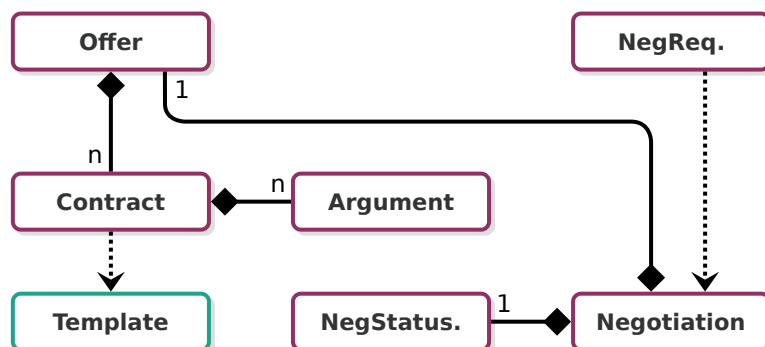 Offer
NegReq.
1
n
Contract
n
Argument
Template
NegStatus.
1
Negotiation